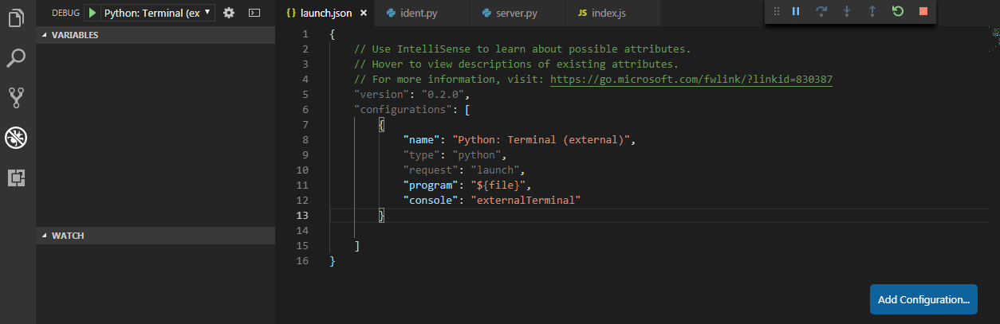 DEBUG Python: Terminal (ex
{} launch.json ident.py server.py JS index.js
VARIABLES
WATCH
1 {
2 // Use IntelliSense to learn about possible attributes.
3 // Hover to view descriptions of existing attributes.
4 // For more information, visit: https://go.microsoft.com/fwlink/?linkid=830387
5 "version": "0.2.0",
6 "configurations": [
7 {
8 "name": "Python: Terminal (external)",
9 "type": "python",
10 "request": "launch",
11 "program": "${file}",
12 "console": "externalTerminal"
13 }
14
15 ]
16 }
Add Configuration...